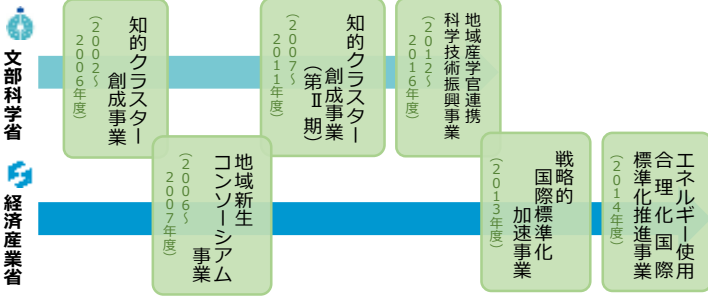 文部科学省
知的クラスター
創成事業
(2002~
2006年度)
知的クラスター
創成事業
(第Ⅱ期)
(2007~
2011年度)
地域産学官連携
科学技術振興事業
(2012~
2016年度)
経済産業省
地域新生
コンソーシアム
事業
(2006~
2007年度)
戦略的
国際標準化
加速事業
(2013年度)
エネルギー使用
合理化国際
標準化推進事業
(2014年度)